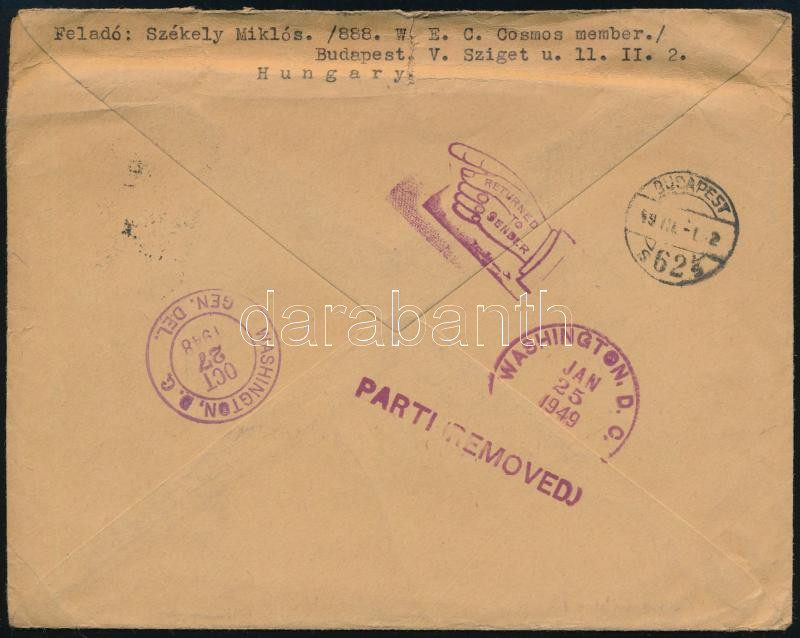 Feladó: Székely Miklós. /888. W. E. C. Cosmos member./
Budapest. V. Sziget u. 11. II. 2.
Hungary
RETURNED
TO
SENDER
BUDAPEST
62
darabanth
WASHINGTON, D. C.
GEN. DEL.
OCT
27
1948
WASHINGTON, D. C.
JAN
25
1949
PARTI (REMOVED)